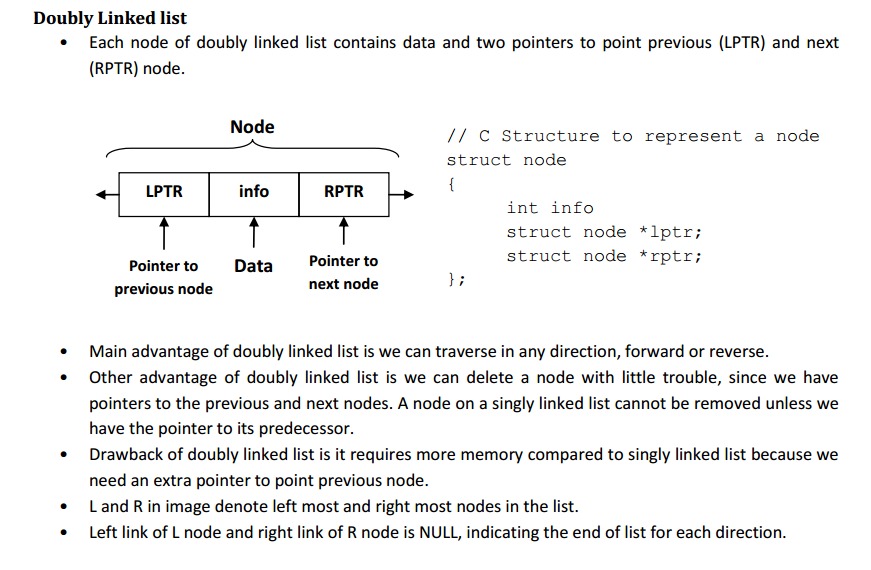 Doubly Linked list
• Each node of doubly linked list contains data and two pointers to point previous (LPTR) and next
(RPTR) node.
Node
LPTR info RPTR
Pointer to
previous node
Data
Pointer to
next node
// C Structure to represent a node
struct node
{
int info
struct node *lptr;
struct node *rptr;
};
• Main advantage of doubly linked list is we can traverse in any direction, forward or reverse.
• Other advantage of doubly linked list is we can delete a node with little trouble, since we have
pointers to the previous and next nodes. A node on a singly linked list cannot be removed unless we
have the pointer to its predecessor.
• Drawback of doubly linked list is it requires more memory compared to singly linked list because we
need an extra pointer to point previous node.
• L and R in image denote left most and right most nodes in the list.
• Left link of L node and right link of R node is NULL, indicating the end of list for each direction.